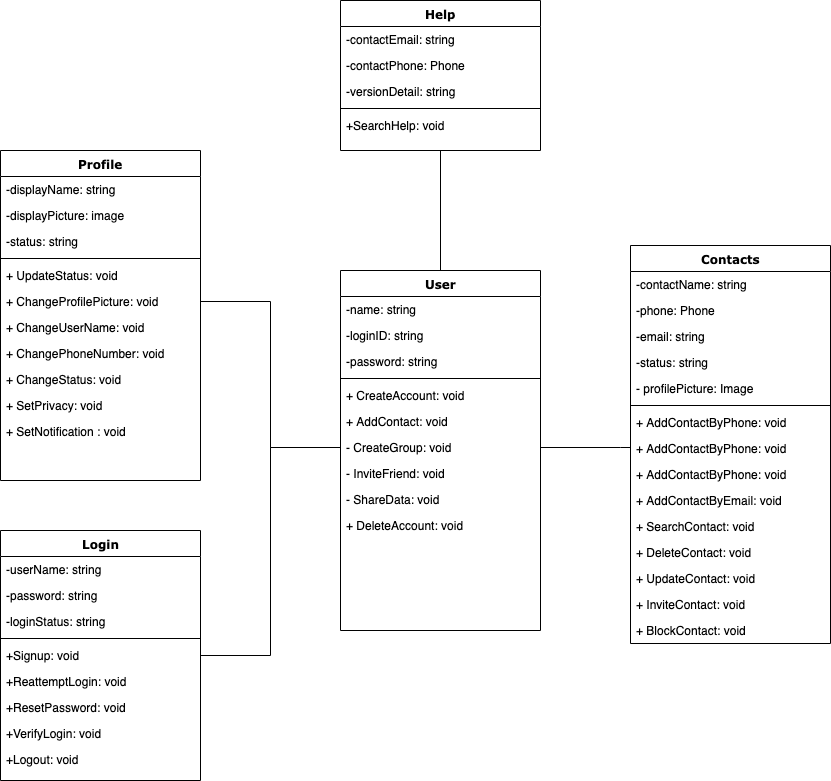 Help
-contactEmail: string
-contactPhone: Phone
-versionDetail: string
+SearchHelp: void
Profile
-displayName: string
-displayPicture: image
-status: string
+ UpdateStatus: void
+ ChangeProfilePicture: void
+ ChangeUserName: void
+ ChangePhoneNumber: void
+ ChangeStatus: void
+ SetPrivacy: void
+ SetNotification : void
User
-name: string
-loginID: string
-password: string
+ CreateAccount: void
+ AddContact: void
- CreateGroup: void
- InviteFriend: void
- ShareData: void
+ DeleteAccount: void
Contacts
-contactName: string
-phone: Phone
-email: string
-status: string
- profilePicture: Image
+ AddContactByPhone: void
+ AddContactByPhone: void
+ AddContactByPhone: void
+ AddContactByEmail: void
+ SearchContact: void
+ DeleteContact: void
+ UpdateContact: void
+ InviteContact: void
+ BlockContact: void
Login
-userName: string
-password: string
-loginStatus: string
+Signup: void
+ReattemptLogin: void
+ResetPassword: void
+VerifyLogin: void
+Logout: void